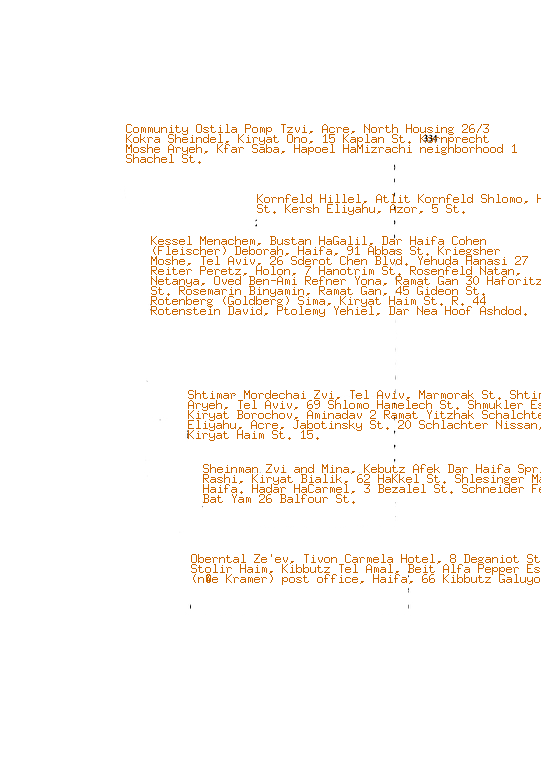 Community Ostila Pomp Tzvi, Acre, North Housing 26/3
Kokra Sheindel, Kiryat Ono, 15 Kaplan St. Kornprecht
334
Moshe Aryeh, Kfar Saba, Hapoel HaMizrachi neighborhood 1
Shachel St.
Kornfeld Hillel, Atlit Kornfeld Shlomo, H
St. Kersh Eliyahu, Azor, 5 St.
Kessel Menachem, Bustan HaGalil, Dar Haifa Cohen
(Fleischer) Deborah, Haifa, 91 Abbas St. Kriegsher
Moshe, Tel Aviv, 26 Sderot Chen Blvd. Yehuda Hanasi 27
Reiter Peretz, Holon, 7 Hanotrim St. Rosenfeld Natan,
Netanya, Oved Ben-Ami Refner Yona, Ramat Gan 30 Haforitz
St. Rosemarin Binyamin, Ramat Gan, 45 Gideon St.
Rotenberg (Goldberg) Sima, Kiryat Haim St. R. 44
Rotenstein David, Ptolemy Yehiel, Dar Nea Hoof Ashdod.
Shtimar Mordechai Zvi, Tel Aviv, Marmorak St. Shtim
Aryeh, Tel Aviv, 69 Shlomo Hamelech St. Shmukler Es
Kiryat Borochov, Aminadav 2 Ramat Yitzhak Schalchte
Eliyahu, Acre, Jabotinsky St. 20 Schlachter Nissan,
Kiryat Haim St. 15.
Sheinman Zvi and Mina, Kebutz Afek Dar Haifa Spri
Rashi, Kiryat Bialik, 62 HaKkel St. Shlesinger Ma
Haifa, Hadar HaCarmel, 3 Bezalel St. Schneider Fe
Bat Yam 26 Balfour St.
Oberntal Ze'ev, Tivon Carmela Hotel, 8 Deganiot St
Stolir Haim, Kibbutz Tel Amal, Beit Alfa Pepper Es
(née Kramer) post office, Haifa, 66 Kibbutz Galuyo